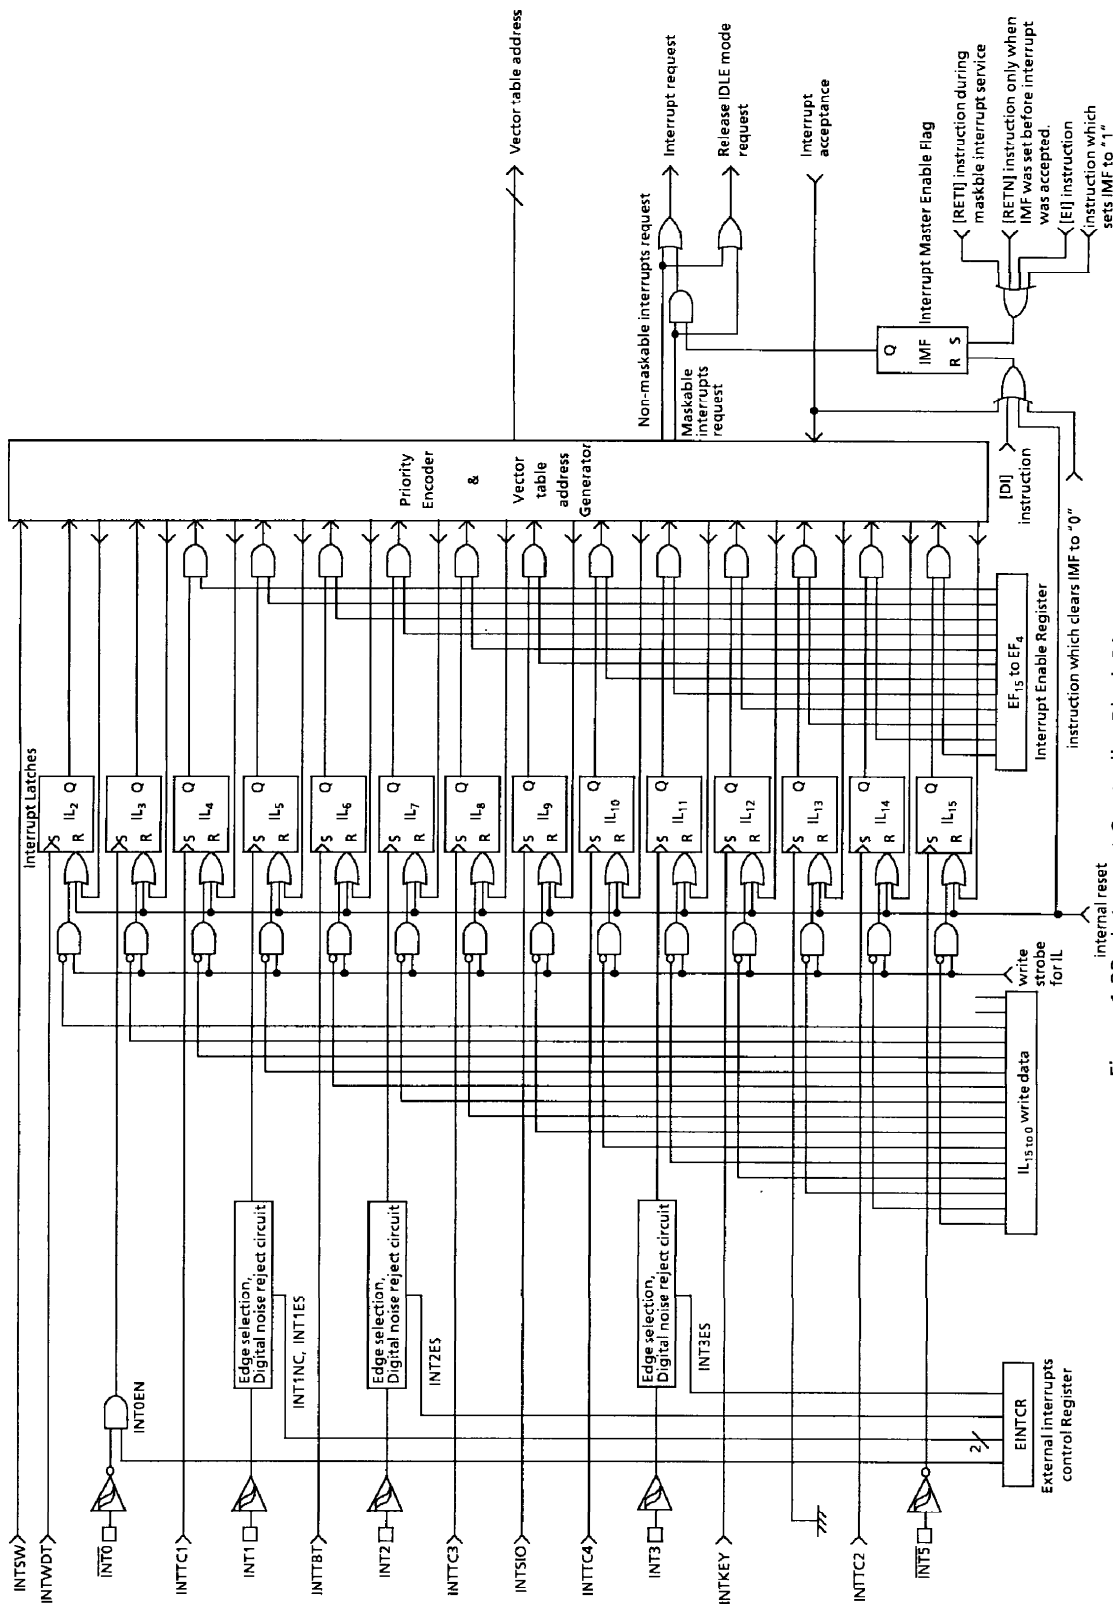 INTSW
INTWDT
INT0
INTTC1
INT1
INTTBT
INT2
INTTC3
INTSIO
INTTC4
INT3
INTKEY
INTTC2
INT5
INT0EN
Edge selection,
Digital noise reject circuit
INT1NC, INT1ES
Edge selection,
Digital noise reject circuit
INT2ES
Edge selection,
Digital noise reject circuit
INT3ES
2
EINTCR
External interrupts
control Register
IL15 to 0 write data
write
strobe
for IL
internal reset
Interrupt Latches
S
R
Q
IL2
S
R
Q
IL3
S
R
Q
IL4
S
R
Q
IL5
S
R
Q
IL6
S
R
Q
IL7
S
R
Q
IL8
S
R
Q
IL9
S
R
Q
IL10
S
R
Q
IL11
S
R
Q
IL12
S
R
Q
IL13
S
R
Q
IL14
S
R
Q
IL15
EF15 to EF4
Interrupt Enable Register
instruction which clears IMF to "0"
Priority
Encoder
&
Vector
table
address
Generator
[DI]
instruction
Vector table address
Non-maskable interrupts request
Maskable
interrupts
request
Interrupt request
Release IDLE mode
request
Interrupt
acceptance
Q
IMF
R S
Interrupt Master Enable Flag
[RETI] instruction during
maskble interrupt service
[RETN] instruction only when
IMF was set before interrupt
was accepted.
[EI] instruction
instruction which
sets IMF to "1"